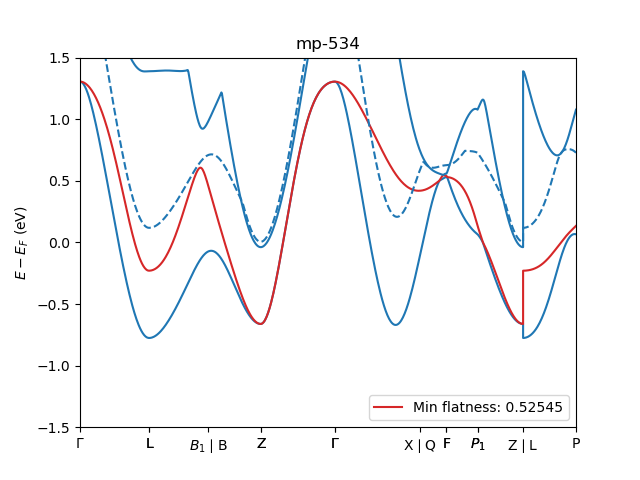 mp-534
E − E_F (eV)
1.5
1.0
0.5
0.0
−0.5
−1.0
−1.5
Min flatness: 0.52545
Γ L B₁ | B Z Γ X | Q F P₁ Z | L P